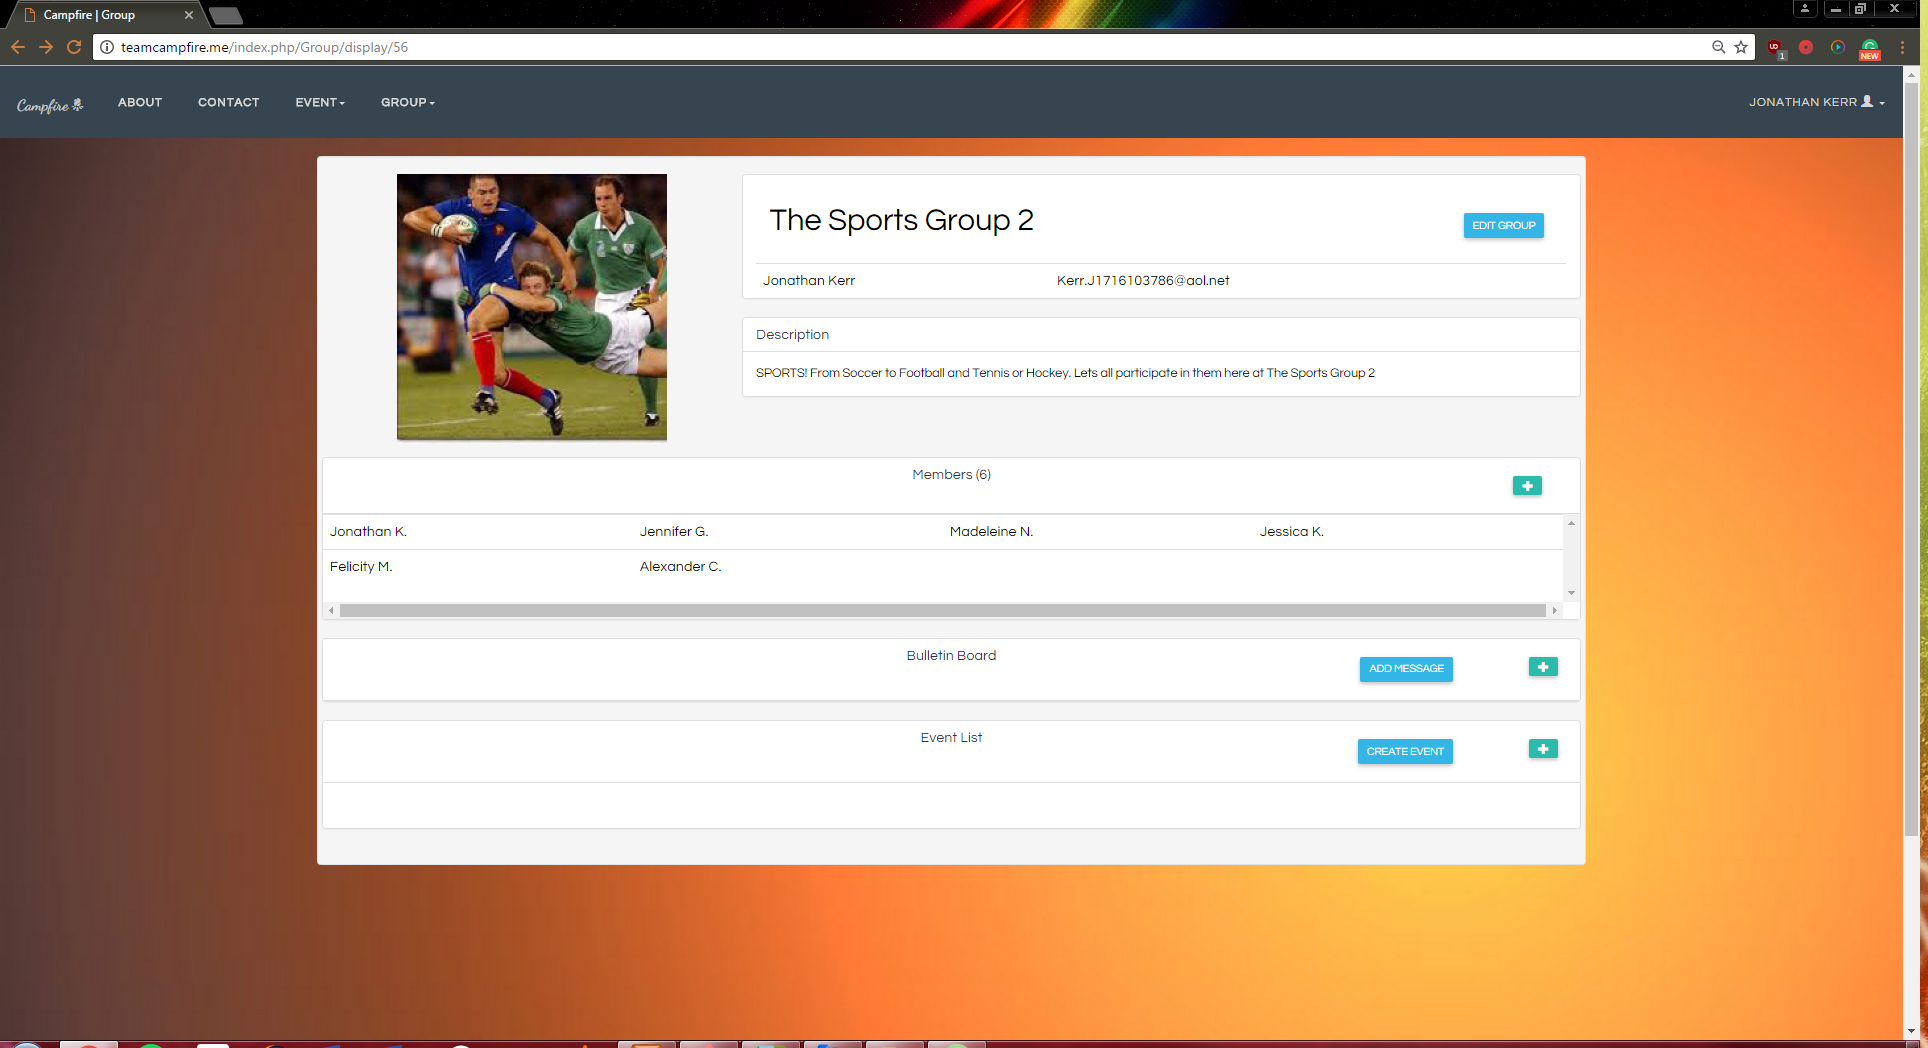 Campfire | Group
teamcampfire.me/index.php/Group/display/56
1
NEW
Campfire
ABOUT
CONTACT
EVENT
GROUP
JONATHAN KERR
The Sports Group 2
EDIT GROUP
Jonathan Kerr
Kerr.J1716103786@aol.net
Description
SPORTS! From Soccer to Football and Tennis or Hockey. Lets all participate in them here at The Sports Group 2
Members (6)
Jonathan K.
Jennifer G.
Madeleine N.
Jessica K.
Felicity M.
Alexander C.
Bulletin Board
ADD MESSAGE
Event List
CREATE EVENT